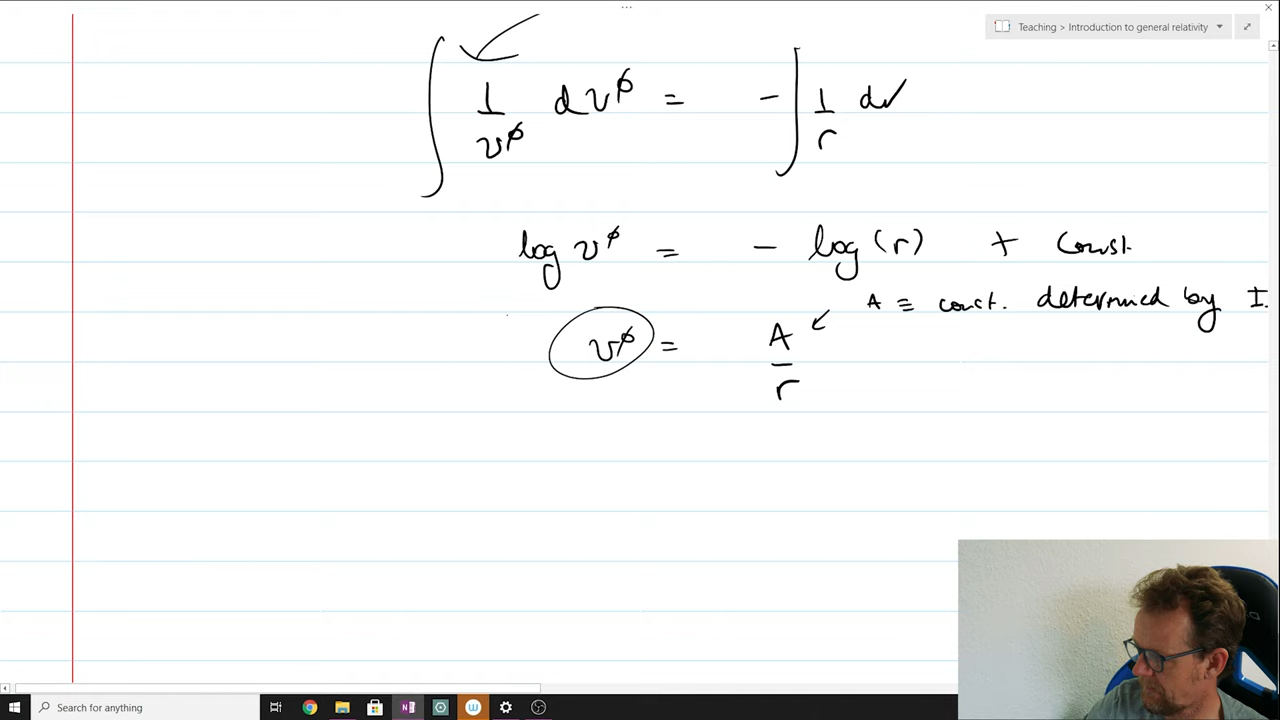 Teaching > Introduction to general relativity
∫ 1/v^φ dv^φ = - ∫ 1/r dr
log v^φ = - log(r) + const
A ≡ const. determined by I.
v^φ = A/r
Search for anything